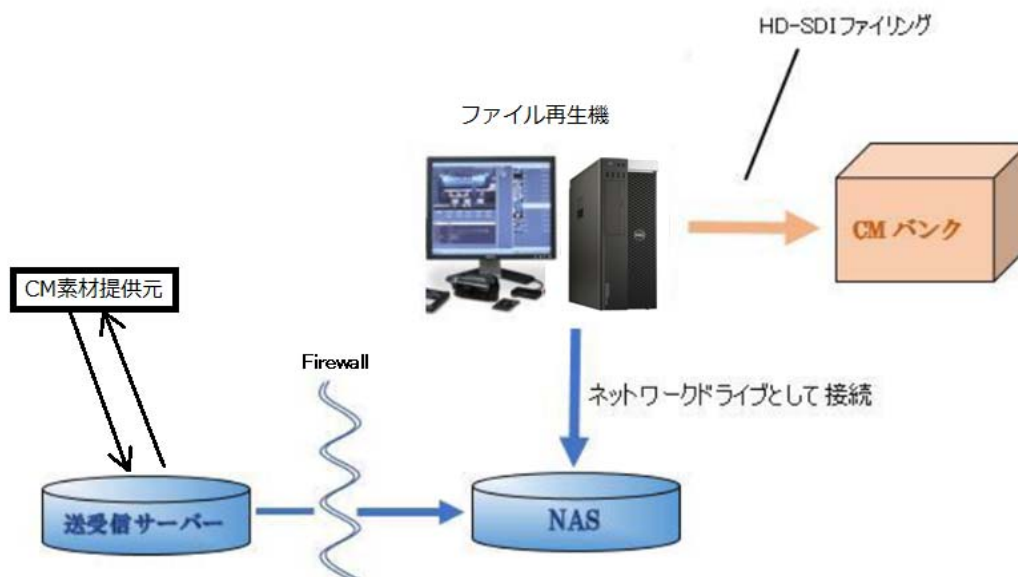 HD-SDIファイリング
ファイル再生機
CM バンク
CM素材提供元
Firewall
ネットワークドライブとして 接続
送受信サーバー
NAS